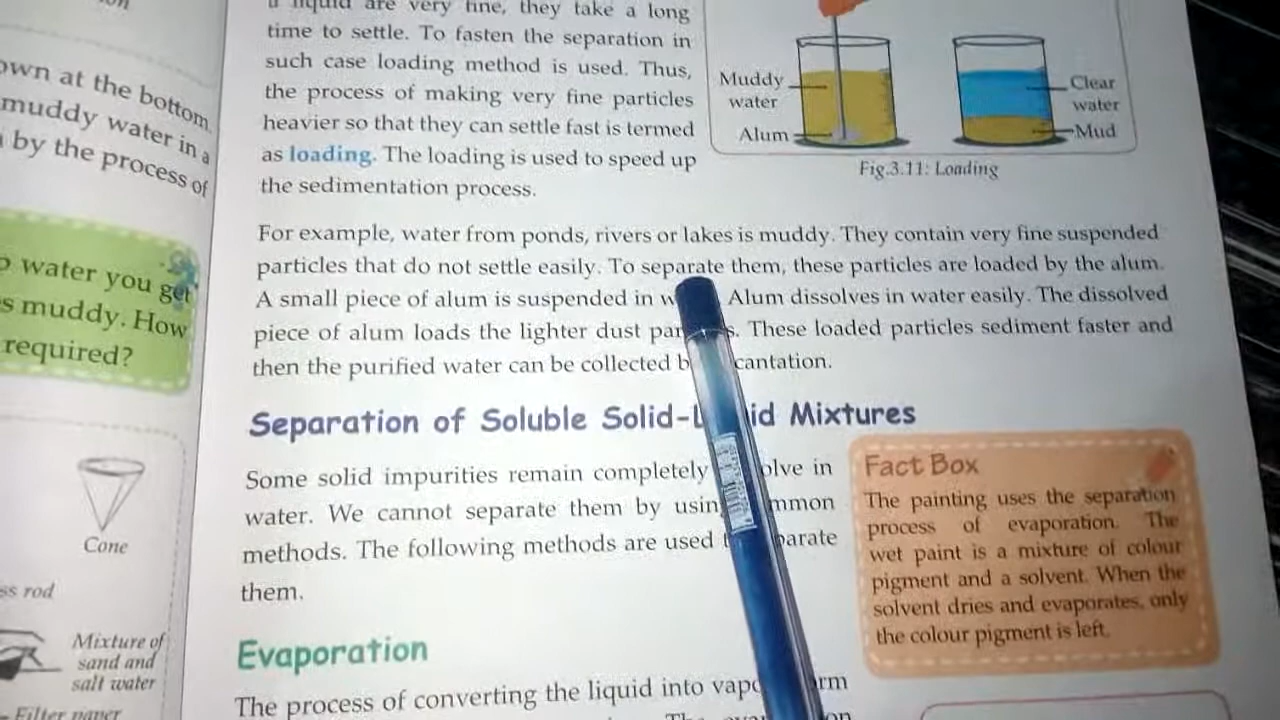 own at the bottom.
muddy water in a
by the process of
water you get
s muddy. How
required?
Cone
ss rod
Mixture of
sand and
salt water
Filter paper
liquid are very fine, they take a long
time to settle. To fasten the separation in
such case loading method is used. Thus,
the process of making very fine particles
heavier so that they can settle fast is termed
as loading. The loading is used to speed up
the sedimentation process.
Muddy
water
Alum
Clear
water
Mud
Fig.3.11: Loading
For example, water from ponds, rivers or lakes is muddy. They contain very fine suspended
particles that do not settle easily. To separate them, these particles are loaded by the alum.
A small piece of alum is suspended in w Alum dissolves in water easily. The dissolved
piece of alum loads the lighter dust par s. These loaded particles sediment faster and
then the purified water can be collected b cantation.
Separation of Soluble Solid-L id Mixtures
Some solid impurities remain completely olve in
water. We cannot separate them by using mmon
methods. The following methods are used t parate
them.
Fact Box
The painting uses the separation
process of evaporation. The
wet paint is a mixture of colour
pigment and a solvent. When the
solvent dries and evaporates, only
the colour pigment is left.
Evaporation
The process of converting the liquid into vapo rm